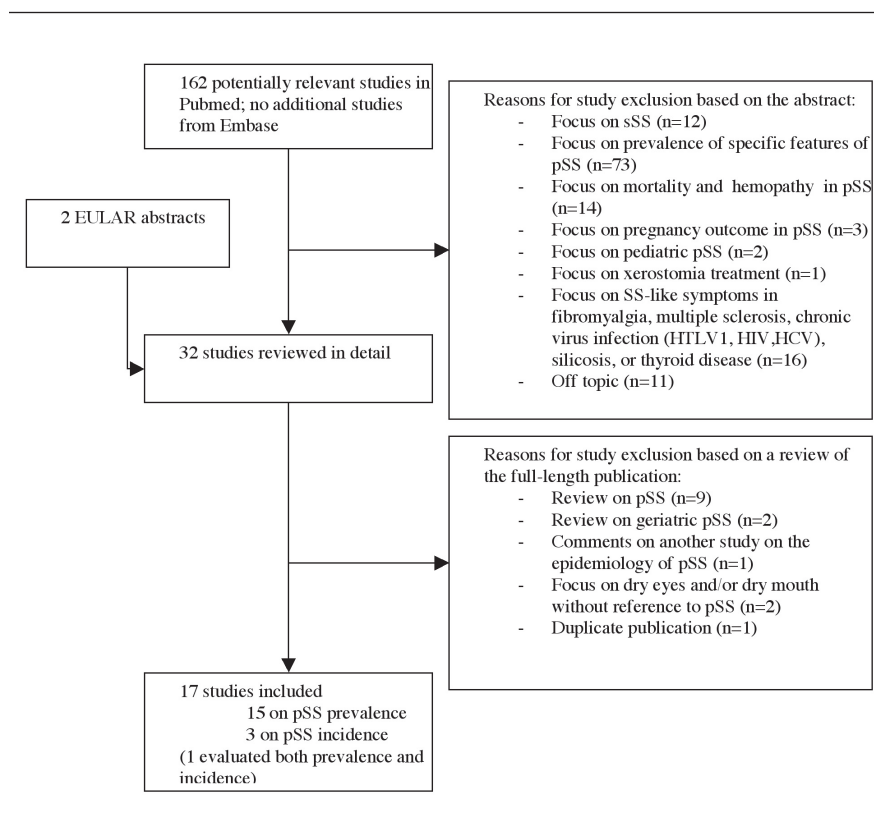 162 potentially relevant studies in
Pubmed; no additional studies
from Embase
Reasons for study exclusion based on the abstract:
- Focus on sSS (n=12)
- Focus on prevalence of specific features of
pSS (n=73)
- Focus on mortality and hemopathy in pSS
(n=14)
- Focus on pregnancy outcome in pSS (n=3)
- Focus on pediatric pSS (n=2)
- Focus on xerostomia treatment (n=1)
- Focus on SS-like symptoms in
fibromyalgia, multiple sclerosis, chronic
virus infection (HTLV1, HIV,HCV),
silicosis, or thyroid disease (n=16)
- Off topic (n=11)
2 EULAR abstracts
32 studies reviewed in detail
Reasons for study exclusion based on a review of
the full-length publication:
- Review on pSS (n=9)
- Review on geriatric pSS (n=2)
- Comments on another study on the
epidemiology of pSS (n=1)
- Focus on dry eyes and/or dry mouth
without reference to pSS (n=2)
- Duplicate publication (n=1)
17 studies included
15 on pSS prevalence
3 on pSS incidence
(1 evaluated both prevalence and
incidence)